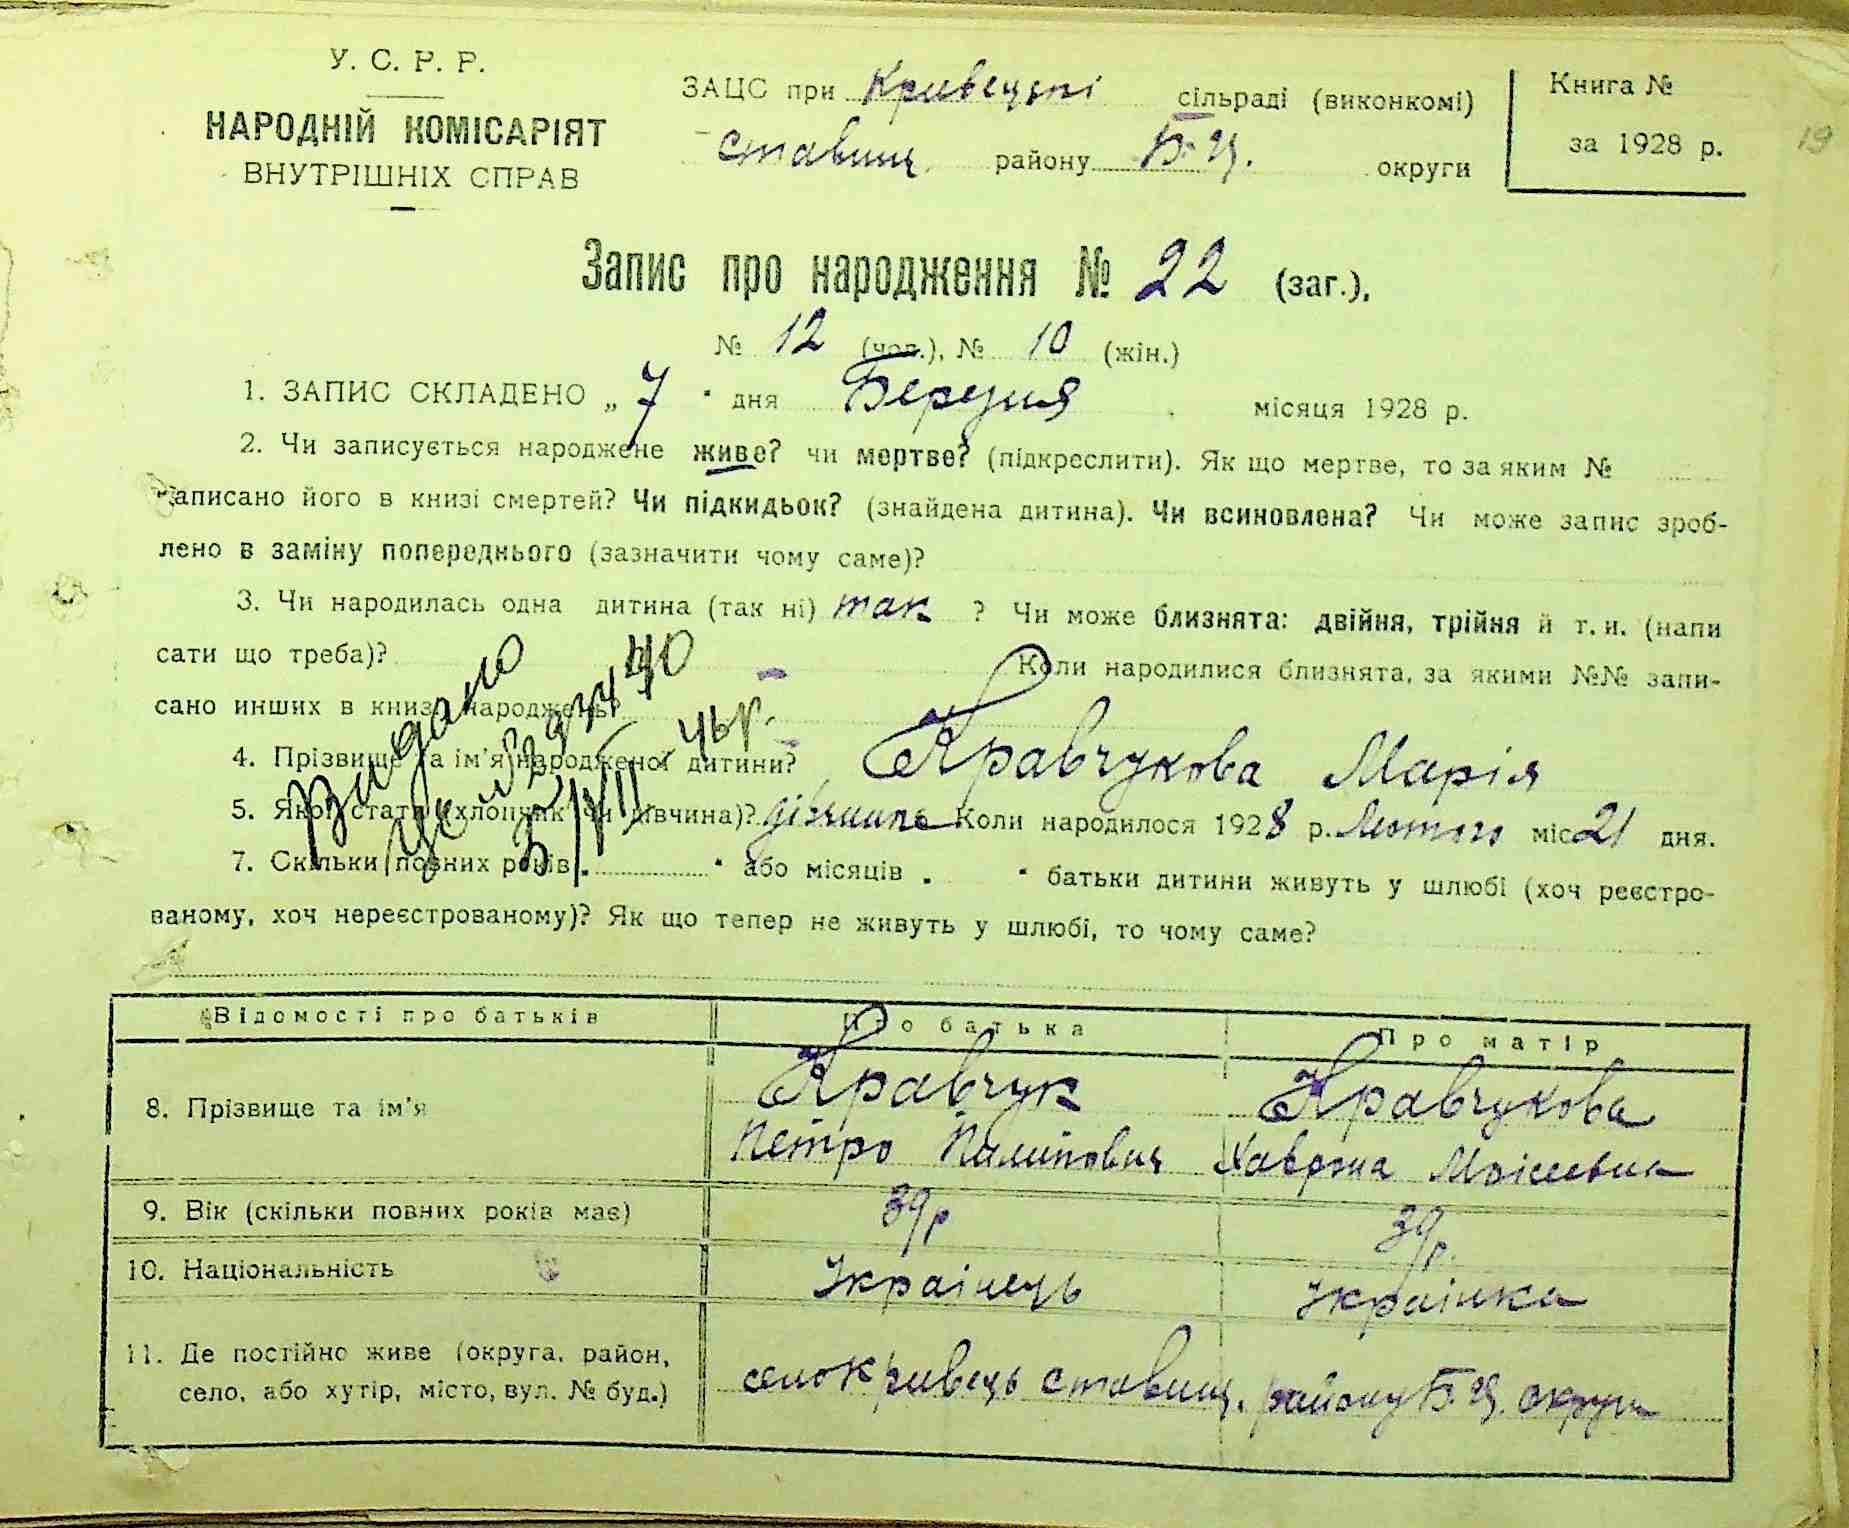 У. С. Р. Р.
НАРОДНІЙ КОМІСАРІЯТ
ВНУТРІШНІХ СПРАВ
ЗАЦС при Кривецькі сільраді (виконкомі)
ставищ. району Б. Ц. округи
Книга №
за 1928 р.
19
Запис про народження № 22 (заг.),
№ 12 (чол.), № 10 (жін.)
1. ЗАПИС СКЛАДЕНО „ 7 " дня Березня місяця 1928 р.
2. Чи записується народжене живе? чи мертве? (підкреслити). Як що мертве, то за яким №
записано його в книзі смертей? Чи підкидьок? (знайдена дитина). Чи всиновлена? Чи може запис зроб-
лено в заміну попереднього (зазначити чому саме)?
3. Чи народилась одна дитина (так ні) так ? Чи може близнята: двійня, трійня й т. и. (напи
сати що треба)? Коли народилися близнята, за якими №№ запи-
сано инших в книзі народжень?
Видано
4. Прізвище та ім'я народженої дитини? Кравчукова Марія
5. Якої статі (хлопчик чи дівчина)? дівчина Коли народилося 1928 р. Лютого міс 21 дня.
7. Скільки повних років . " або місяців . " батьки дитини живуть у шлюбі (хоч реєстро-
ваному, хоч нереєстрованому)? Як що тепер не живуть у шлюбі, то чому саме?
Відомості про батьків Про батька Про матір
8. Прізвище та ім'я Кравчук Кравчукова
Петро Пилипович Хаврона Моісеевна
9. Вік (скільки повних років має) 39 р 39 р.
10. Національність Украінець Украінка
11. Де постійно живе (округа, район,
село, або хутір, місто, вул. № буд.) село Кривець ставищ. району Б. Ц. округи